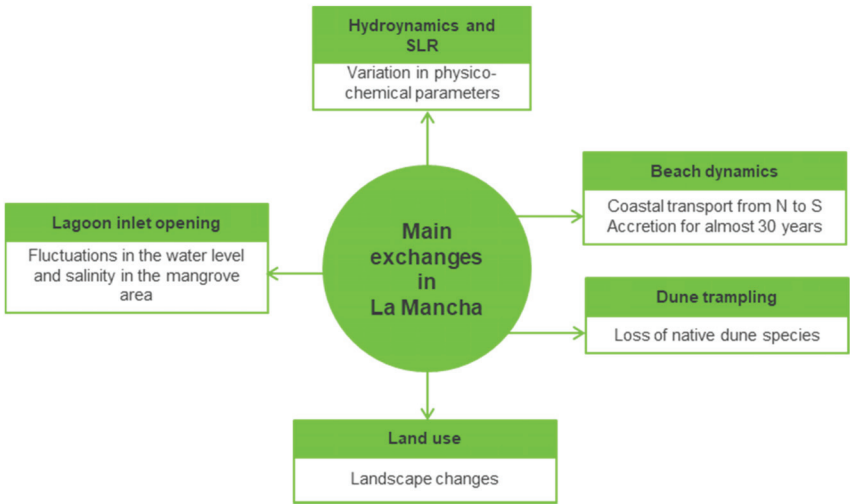 Hydroynamics and
SLR
Variation in physico-
chemical parameters
Beach dynamics
Coastal transport from N to S
Accretion for almost 30 years
Lagoon inlet opening
Fluctuations in the water level
and salinity in the mangrove
area
Main
exchanges
in
La Mancha
Dune trampling
Loss of native dune species
Land use
Landscape changes